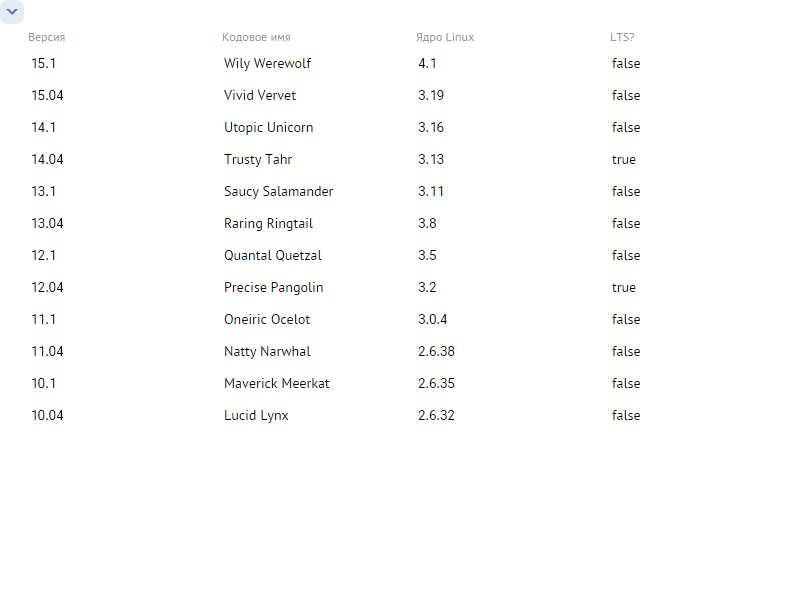 Версия Кодовое имя Ядро Linux LTS?
15.1 Wily Werewolf 4.1 false
15.04 Vivid Vervet 3.19 false
14.1 Utopic Unicorn 3.16 false
14.04 Trusty Tahr 3.13 true
13.1 Saucy Salamander 3.11 false
13.04 Raring Ringtail 3.8 false
12.1 Quantal Quetzal 3.5 false
12.04 Precise Pangolin 3.2 true
11.1 Oneiric Ocelot 3.0.4 false
11.04 Natty Narwhal 2.6.38 false
10.1 Maverick Meerkat 2.6.35 false
10.04 Lucid Lynx 2.6.32 false